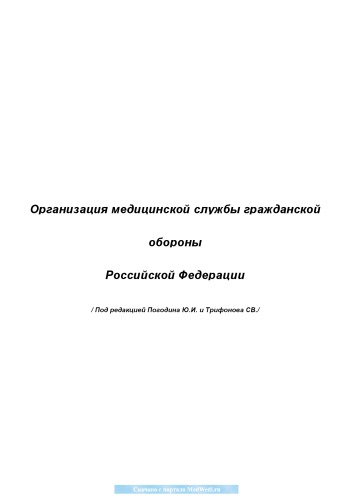 Организация медицинской службы гражданской
обороны
Российской Федерации
/ Под редакцией Погодина Ю.И. и Трифонова СВ./
Скачано с портала MedWedi.ru